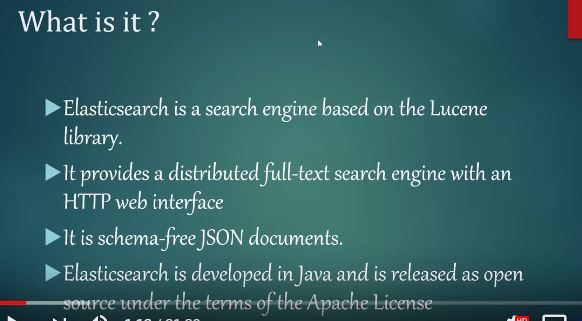 What is it ?
Elasticsearch is a search engine based on the Lucene
library.
It provides a distributed full-text search engine with an
HTTP web interface
It is schema-free JSON documents.
Elasticsearch is developed in Java and is released as open
source under the terms of the Apache License
HD